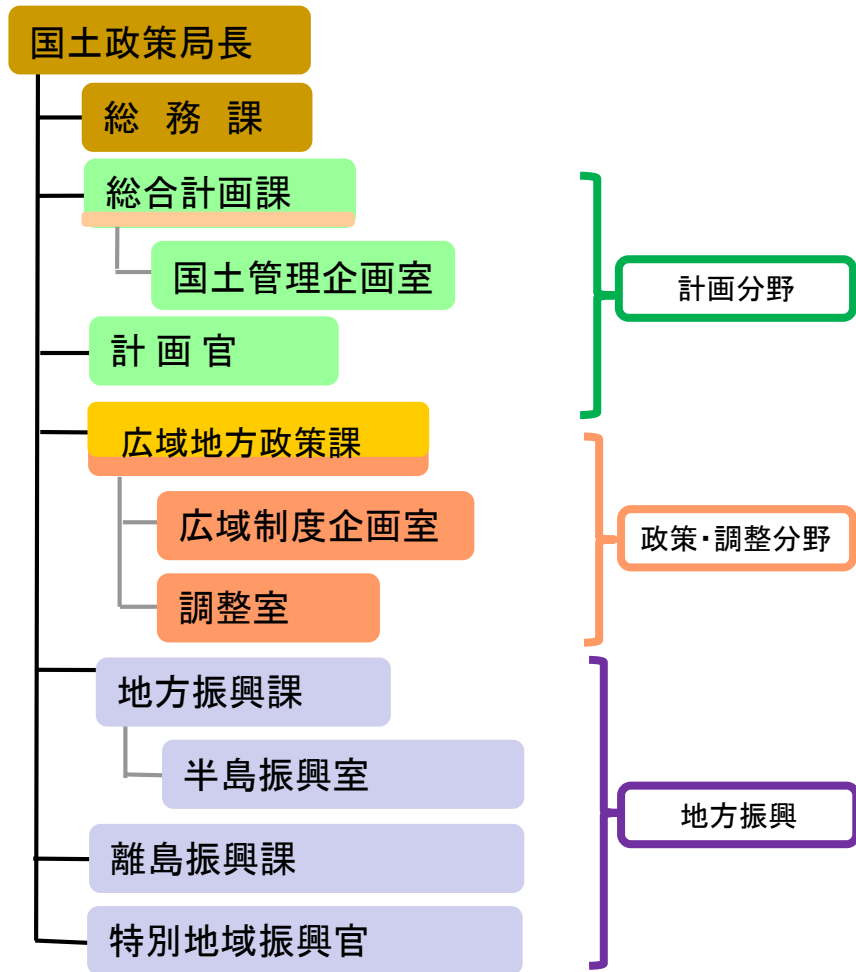 国土政策局長
総務課
総合計画課
国土管理企画室
計画官
広域地方政策課
広域制度企画室
調整室
地方振興課
半島振興室
離島振興課
特別地域振興官
計画分野
政策・調整分野
地方振興